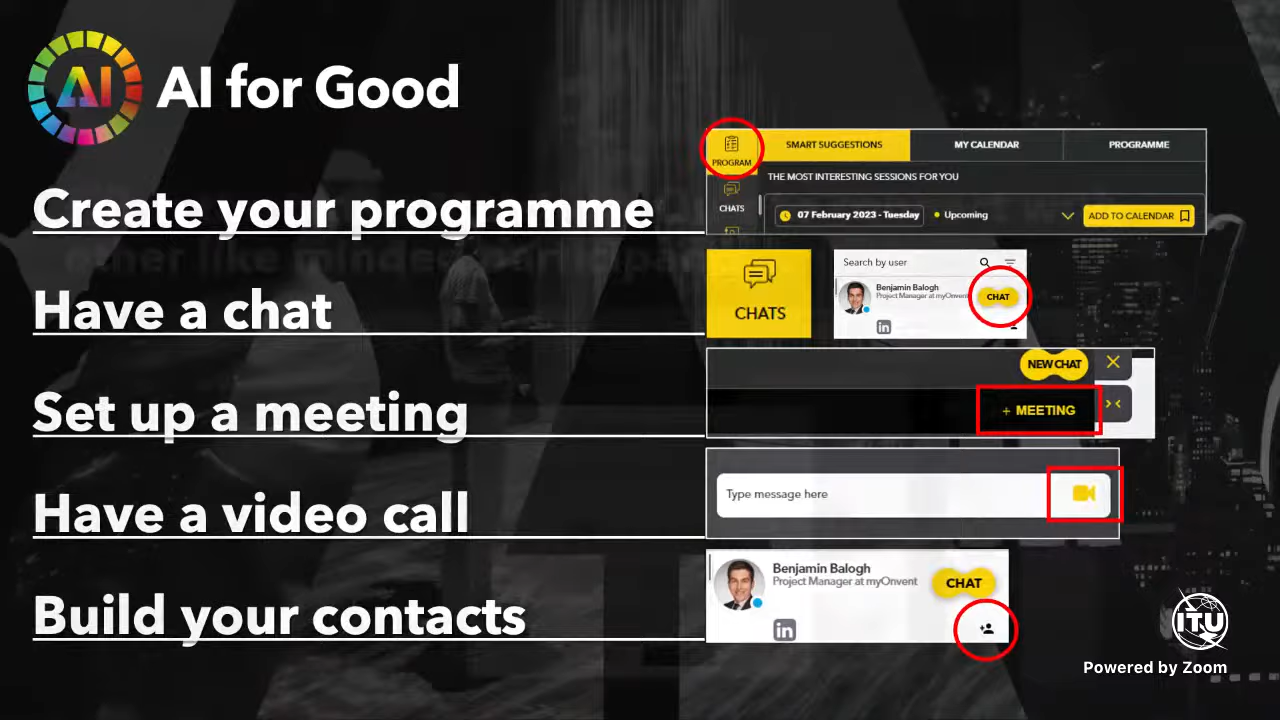 AI
AI for Good
Create your programme
PROGRAM
SMART SUGGESTIONS
MY CALENDAR
PROGRAMME
THE MOST INTERESTING SESSIONS FOR YOU
CHATS
07 February 2023 - Tuesday
Upcoming
ADD TO CALENDAR
Have a chat
CHATS
Search by user
Benjamin Balogh
Project Manager at myOnvent
CHAT
in
Set up a meeting
NEW CHAT
+ MEETING
Have a video call
Type message here
Build your contacts
Benjamin Balogh
Project Manager at myOnvent
CHAT
in
ITU
Powered by Zoom